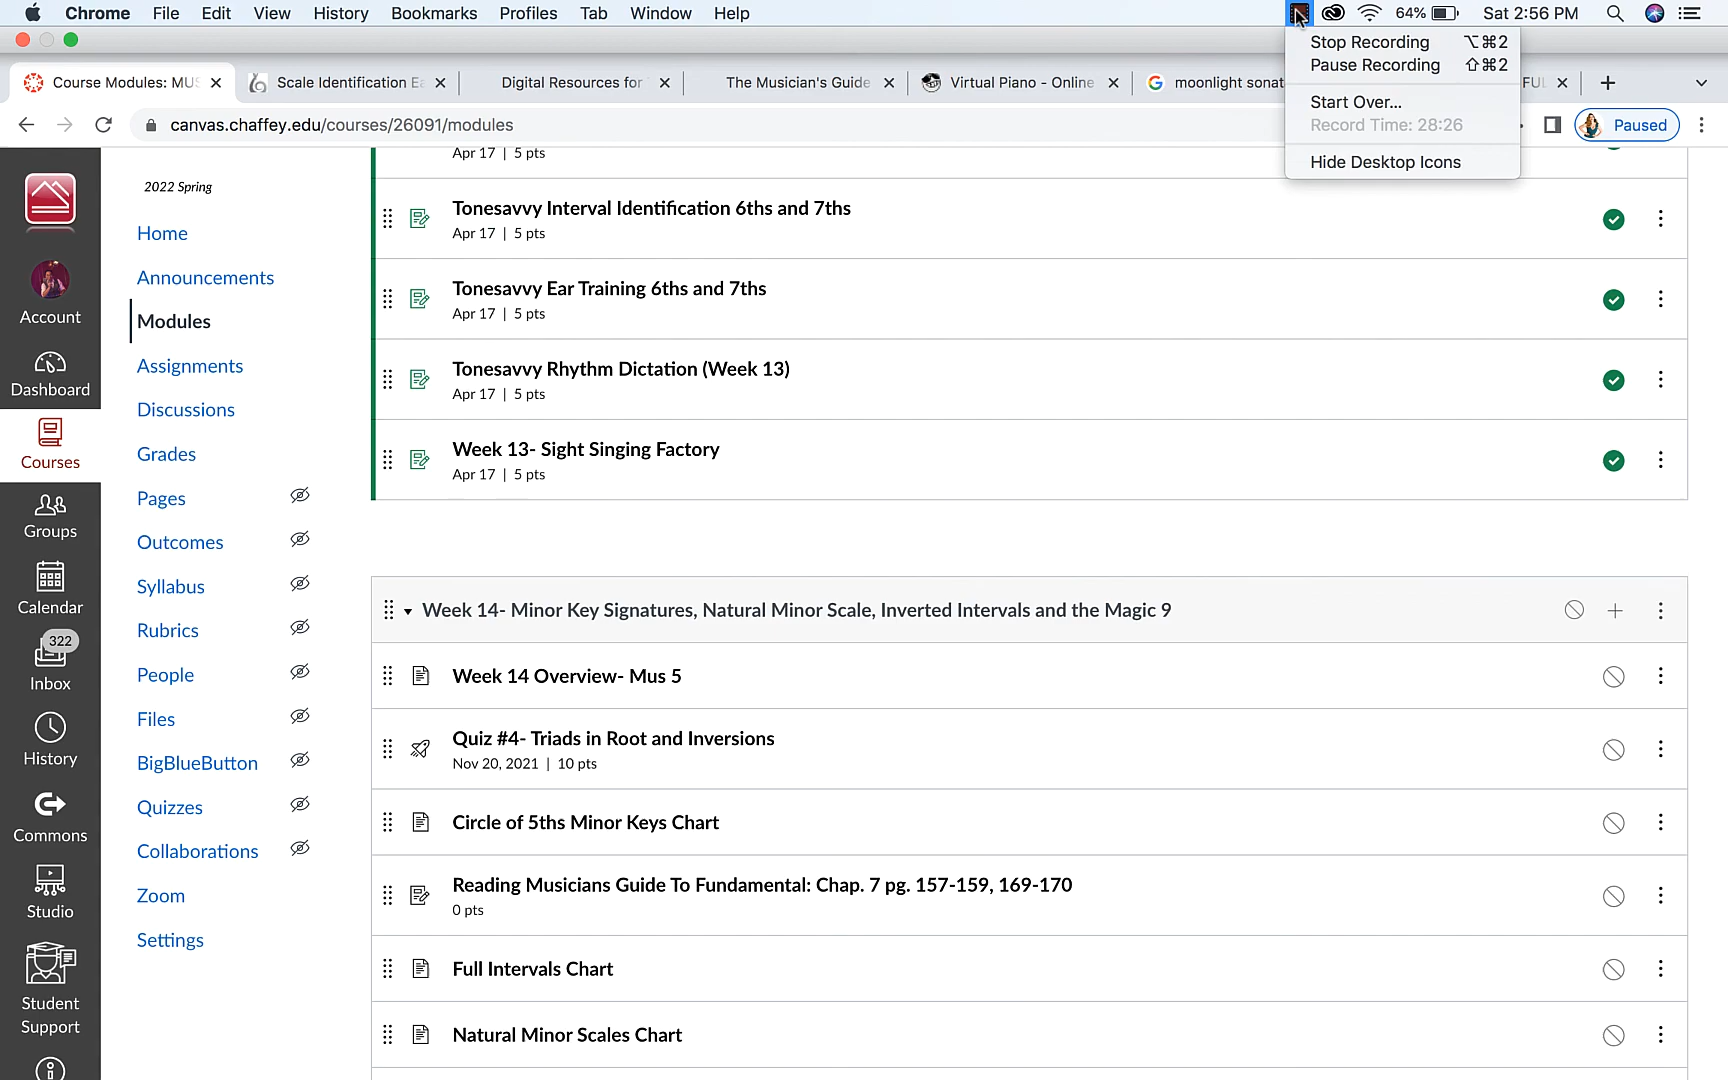 Chrome File Edit View History Bookmarks Profiles Tab Window Help 64% Sat 2:56 PM
Stop Recording ⌥⌘2
Pause Recording ⇧⌘2
Start Over...
Record Time: 28:26
Hide Desktop Icons
Course Modules: MUS Scale Identification Ea Digital Resources for The Musician's Guide Virtual Piano - Online moonlight sonat FUL
canvas.chaffey.edu/courses/26091/modules Paused
Account
Dashboard
Courses
Groups
Calendar
322
Inbox
History
Commons
Studio
Student
Support
2022 Spring
Home
Announcements
Modules
Assignments
Discussions
Grades
Pages
Outcomes
Syllabus
Rubrics
People
Files
BigBlueButton
Quizzes
Collaborations
Zoom
Settings
Apr 17 | 5 pts
Tonesavvy Interval Identification 6ths and 7ths
Apr 17 | 5 pts
Tonesavvy Ear Training 6ths and 7ths
Apr 17 | 5 pts
Tonesavvy Rhythm Dictation (Week 13)
Apr 17 | 5 pts
Week 13- Sight Singing Factory
Apr 17 | 5 pts
Week 14- Minor Key Signatures, Natural Minor Scale, Inverted Intervals and the Magic 9
Week 14 Overview- Mus 5
Quiz #4- Triads in Root and Inversions
Nov 20, 2021 | 10 pts
Circle of 5ths Minor Keys Chart
Reading Musicians Guide To Fundamental: Chap. 7 pg. 157-159, 169-170
0 pts
Full Intervals Chart
Natural Minor Scales Chart